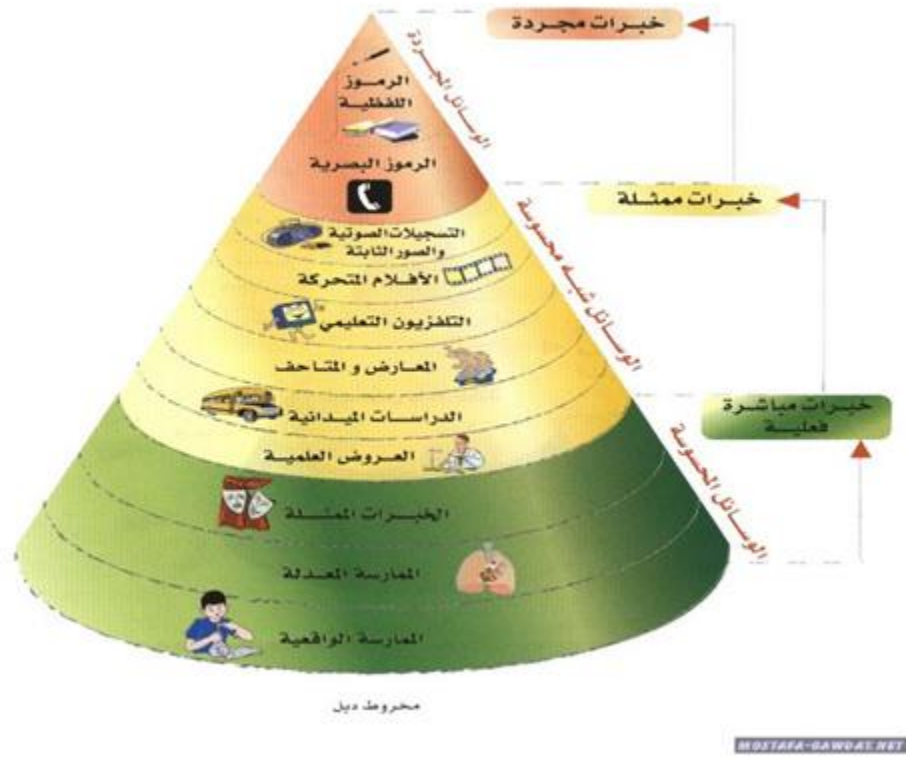 خبرات مجردة
الوسائل المجردة
الرموز
اللفظية
الرموز البصرية
خبرات ممثلة
الوسائل شبه محسوسة
التسجيلات الصوتية
والصور الثابتة
الأفلام المتحركة
التلفزيون التعليمي
المعارض و المتاحف
خبرات مباشرة
فعلية
الدراسات الميدانية
الوسائل المحسوسة
العروض العلمية
الخبرات الممثلة
الممارسة المعدلة
الممارسة الواقعية
مخروط ديل
MOSTAFA-GAWDAT.NET